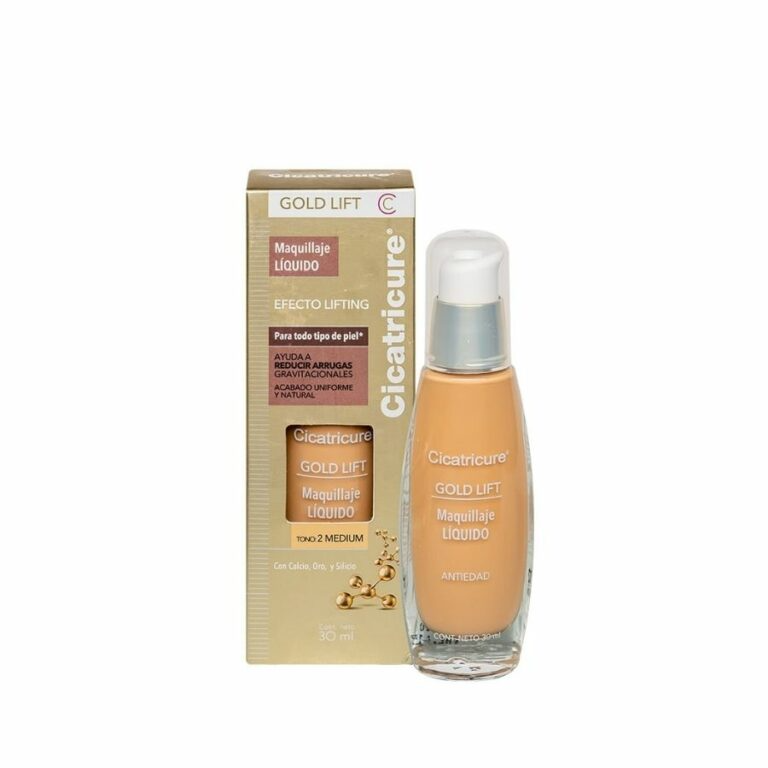 Cicatricure
GOLD LIFT
Maquillaje
LÍQUIDO
EFECTO LIFTING
Para todo tipo de piel*
AYUDA A
REDUCIR ARRUGAS
GRAVITACIONALES
ACABADO UNIFORME
Y NATURAL
Cicatricure®
Cicatricure
GOLD LIFT
Maquillaje
LÍQUIDO
TONO: 2 MEDIUM
Con Calcio, Oro, y Silicio
Cont. neto
30 ml
Cicatricure®
GOLD LIFT
Maquillaje
LÍQUIDO
ANTIEDAD
CONT. NETO 30 ml